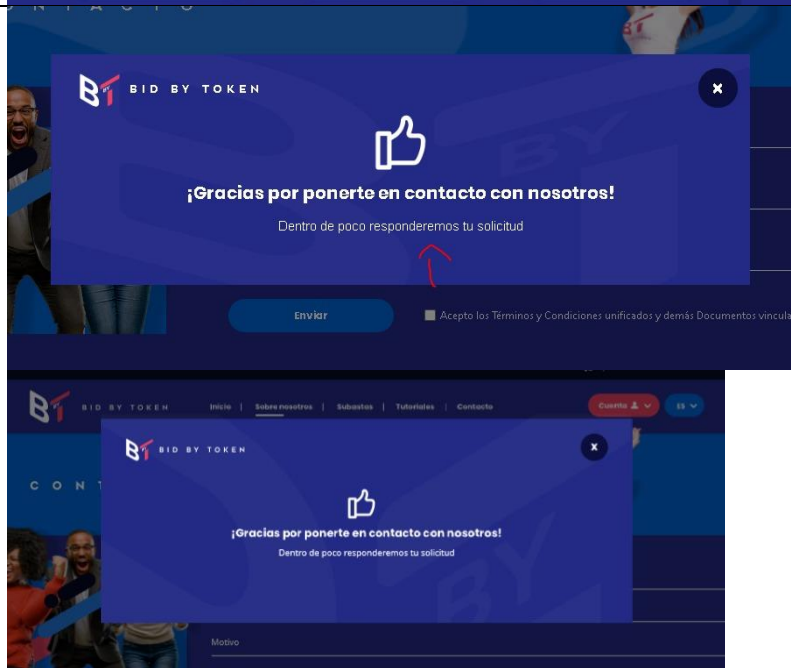 CONTACTO
BID BY TOKEN
x
¡Gracias por ponerte en contacto con nosotros!
Dentro de poco responderemos tu solicitud
Enviar
Acepto los Términos y Condiciones unificados y demás Documentos vincula
BID BY TOKEN
Inicio | Sobre nosotros | Subastas | Tutoriales | Contacto
Cuenta
ES
BID BY TOKEN
x
CONT
¡Gracias por ponerte en contacto con nosotros!
Dentro de poco responderemos tu solicitud
Motivo